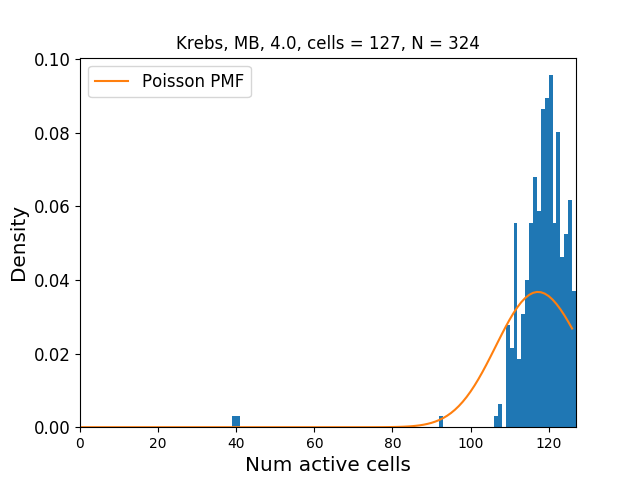 Krebs, MB, 4.0, cells = 127, N = 324
Poisson PMF
0.10
0.08
0.06
0.04
0.02
0.00
Density
0 20 40 60 80 100 120
Num active cells